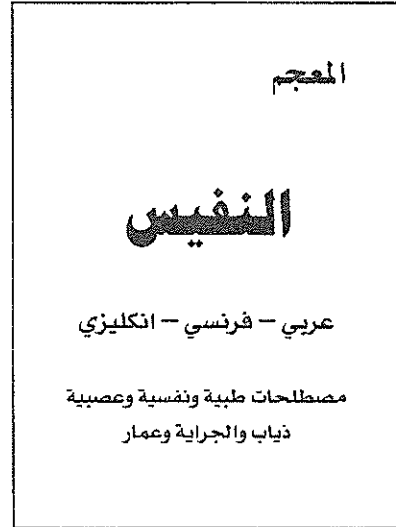 المعجم
النفيس
عربي – فرنسي – انكليزي
مصطلحات طبية ونفسية وعصبية
ذياب والجراية وعمار